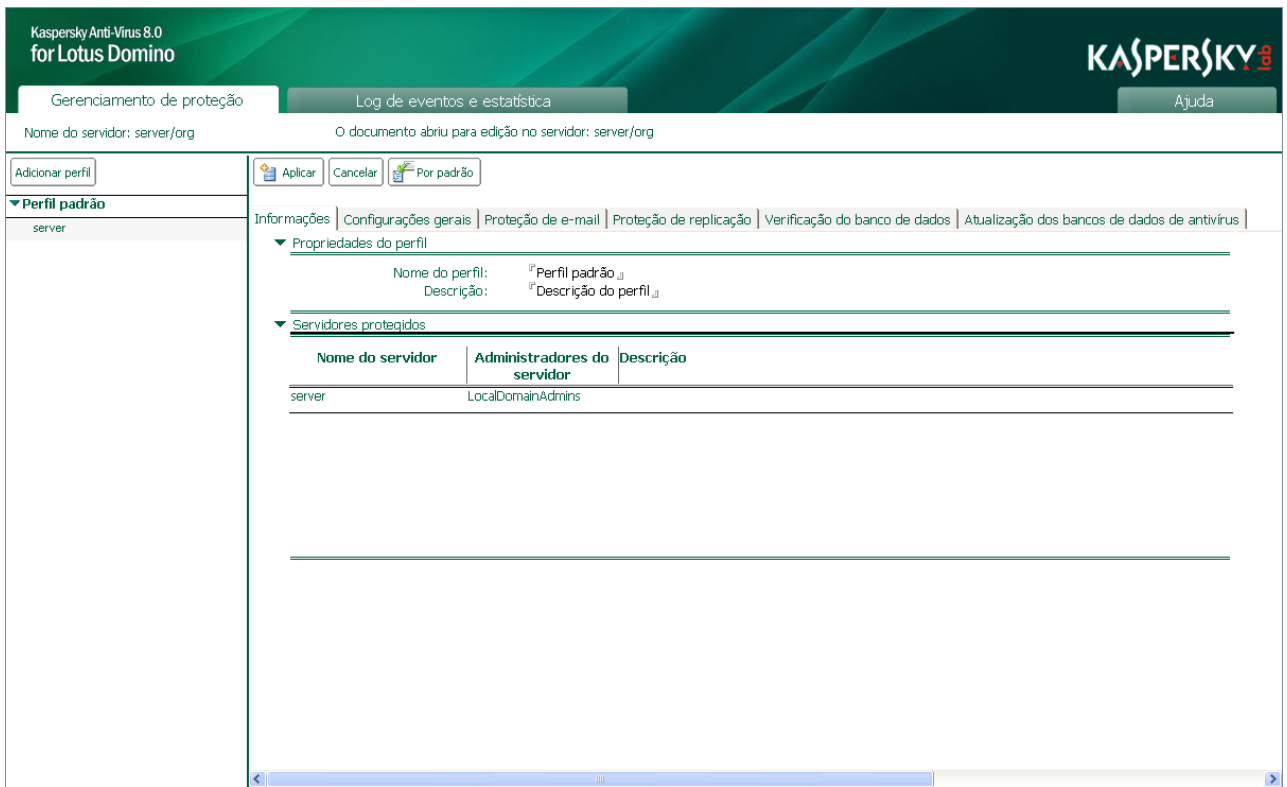 Kaspersky Anti-Virus 8.0
for Lotus Domino
KASPERSKY lab
Gerenciamento de proteção
Log de eventos e estatística
Ajuda
Nome do servidor: server/org
O documento abriu para edição no servidor: server/org
Adicionar perfil
Aplicar
Cancelar
Por padrão
Perfil padrão
server
Informações
Configurações gerais
Proteção de e-mail
Proteção de replicação
Verificação do banco de dados
Atualização dos bancos de dados de antivírus
Propriedades do perfil
Nome do perfil: Perfil padrão
Descrição: Descrição do perfil
Servidores protegidos
Nome do servidor
Administradores do
servidor
Descrição
server
LocalDomainAdmins